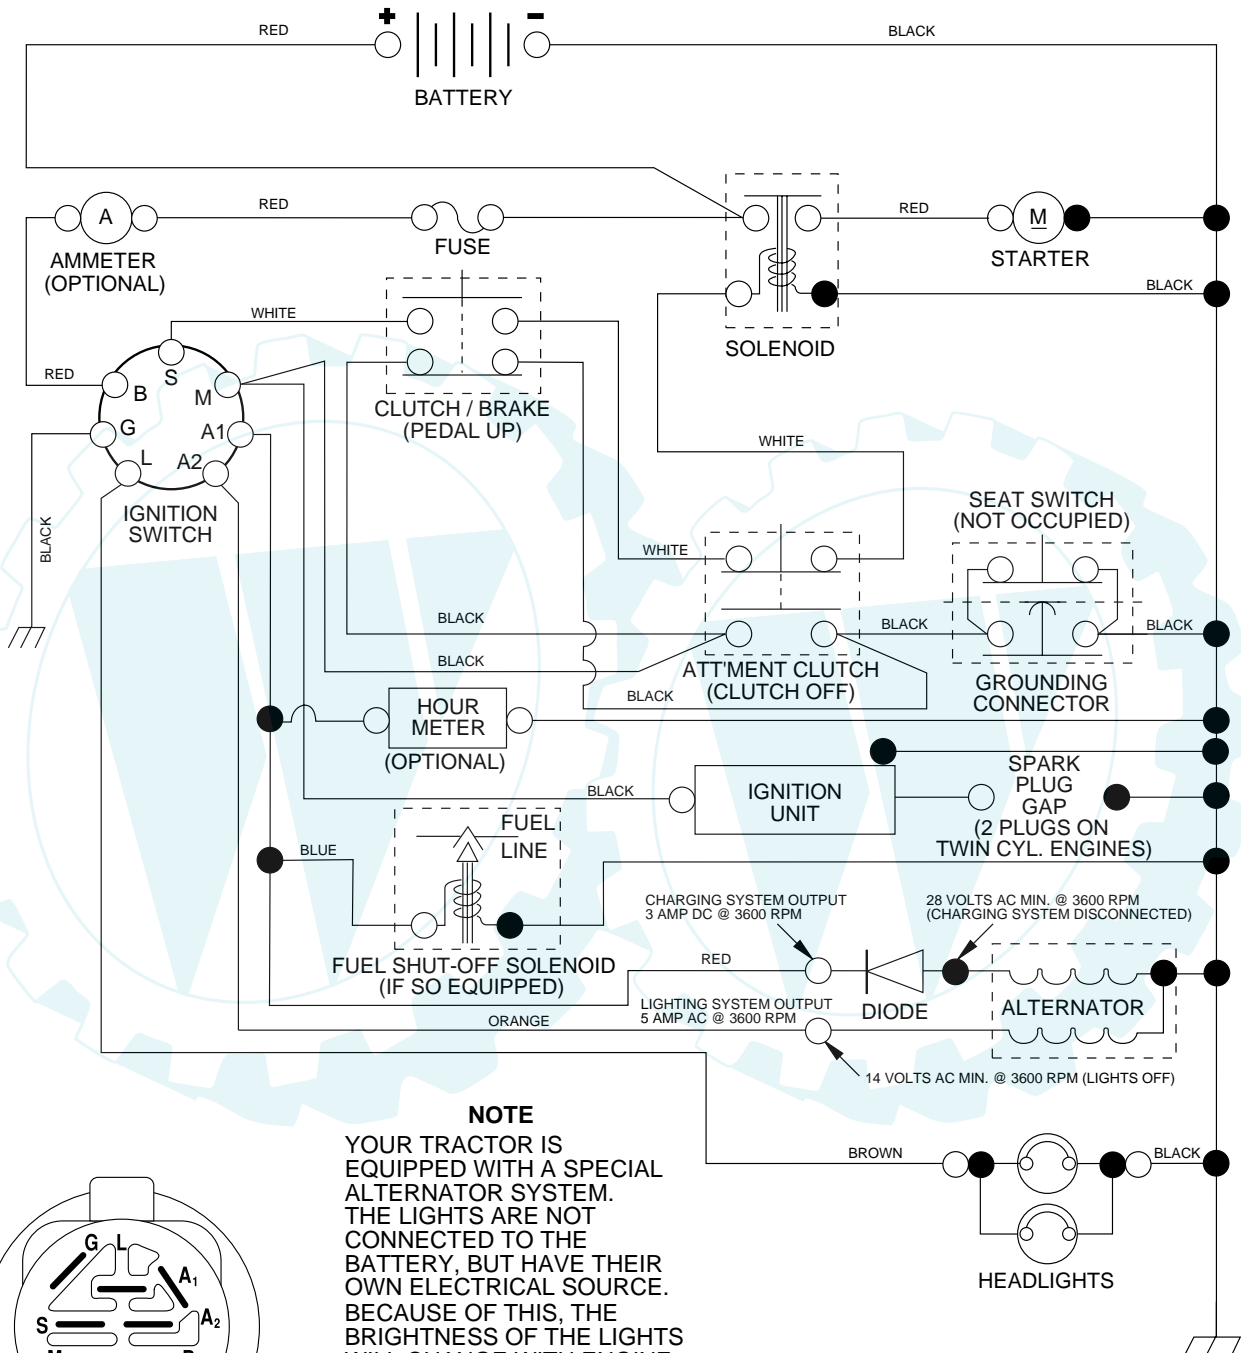 + -
RED
BLACK
BATTERY
A
RED
FUSE
RED
M
AMMETER
(OPTIONAL)
STARTER
BLACK
WHITE
SOLENOID
RED
S
B
M
G
A1
L
A2
CLUTCH / BRAKE
(PEDAL UP)
WHITE
IGNITION
SWITCH
BLACK
SEAT SWITCH
(NOT OCCUPIED)
WHITE
BLACK
BLACK
BLACK
BLACK
ATT'MENT CLUTCH
(CLUTCH OFF)
GROUNDING
CONNECTOR
BLACK
HOUR
METER
(OPTIONAL)
BLACK
IGNITION
UNIT
SPARK
PLUG
GAP
(2 PLUGS ON
TWIN CYL. ENGINES)
FUEL
LINE
BLUE
CHARGING SYSTEM OUTPUT
3 AMP DC @ 3600 RPM
28 VOLTS AC MIN. @ 3600 RPM
(CHARGING SYSTEM DISCONNECTED)
FUEL SHUT-OFF SOLENOID
(IF SO EQUIPPED)
RED
DIODE
ALTERNATOR
LIGHTING SYSTEM OUTPUT
5 AMP AC @ 3600 RPM
ORANGE
14 VOLTS AC MIN. @ 3600 RPM (LIGHTS OFF)
BROWN
BLACK
HEADLIGHTS
NOTE
YOUR TRACTOR IS
EQUIPPED WITH A SPECIAL
ALTERNATOR SYSTEM.
THE LIGHTS ARE NOT
CONNECTED TO THE
BATTERY, BUT HAVE THEIR
OWN ELECTRICAL SOURCE.
BECAUSE OF THIS, THE
BRIGHTNESS OF THE LIGHTS
WILL CHANGE WITH ENGINE
G L
A1
A2
S
M
B